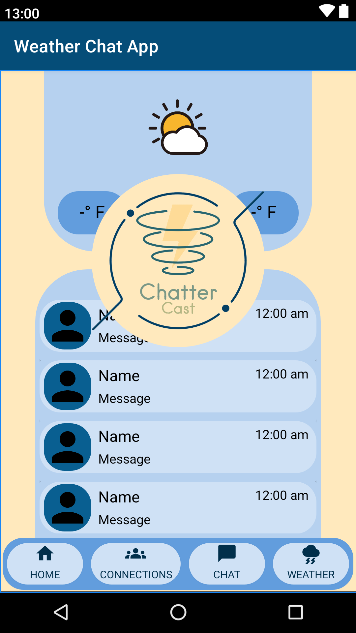 13:00
Weather Chat App
-° F
-° F
Chatter
Cast
12:00 am
Message
Name
12:00 am
Message
Name
12:00 am
Message
Name
12:00 am
Message
HOME
CONNECTIONS
CHAT
WEATHER